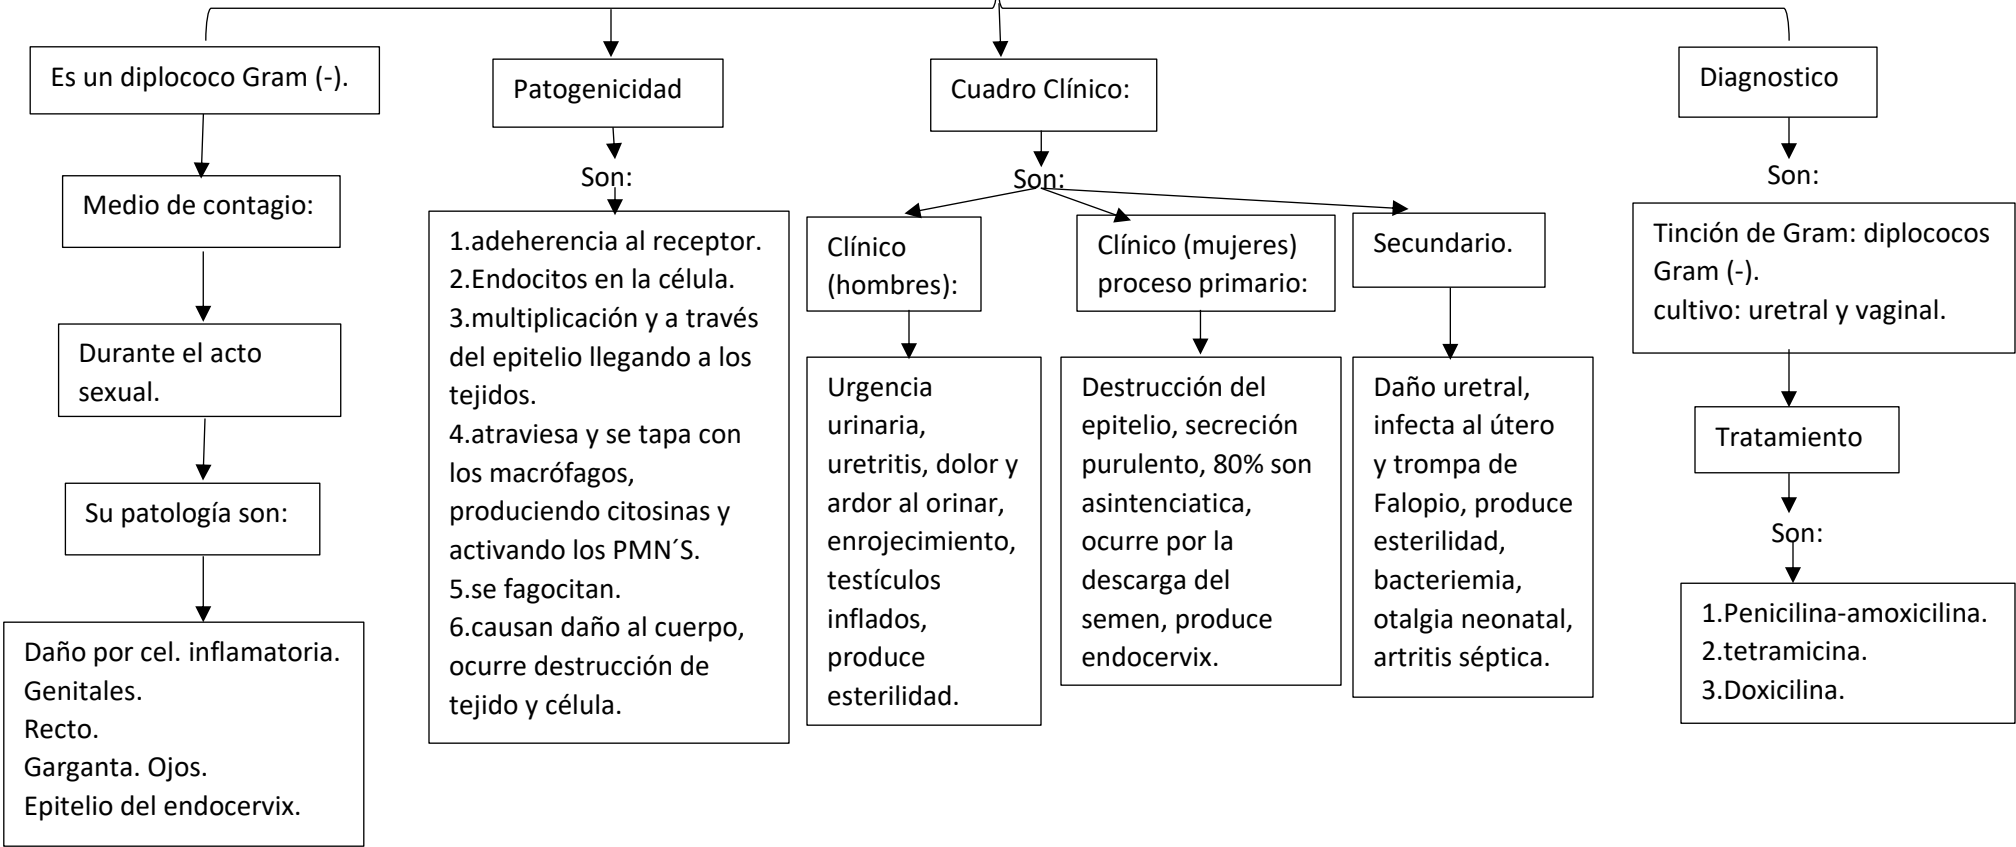 Es un diplococo Gram (-).
Medio de contagio:
Durante el acto
sexual.
Su patología son:
Daño por cel. inflamatoria.
Genitales.
Recto.
Garganta. Ojos.
Epitelio del endocervix.
Patogenicidad
Son:
1.adeherencia al receptor.
2.Endocitos en la célula.
3.multiplicación y a través
del epitelio llegando a los
tejidos.
4.atraviesa y se tapa con
los macrófagos,
produciendo citosinas y
activando los PMN´S.
5.se fagocitan.
6.causan daño al cuerpo,
ocurre destrucción de
tejido y célula.
Cuadro Clínico:
Son:
Clínico
(hombres):
Urgencia
urinaria,
uretritis, dolor y
ardor al orinar,
enrojecimiento,
testículos
inflados,
produce
esterilidad.
Clínico (mujeres)
proceso primario:
Destrucción del
epitelio, secreción
purulento, 80% son
asintenciatica,
ocurre por la
descarga del
semen, produce
endocervix.
Secundario.
Daño uretral,
infecta al útero
y trompa de
Falopio, produce
esterilidad,
bacteriemia,
otalgia neonatal,
artritis séptica.
Diagnostico
Son:
Tinción de Gram: diplococos
Gram (-).
cultivo: uretral y vaginal.
Tratamiento
Son:
1.Penicilina-amoxicilina.
2.tetramicina.
3.Doxicilina.